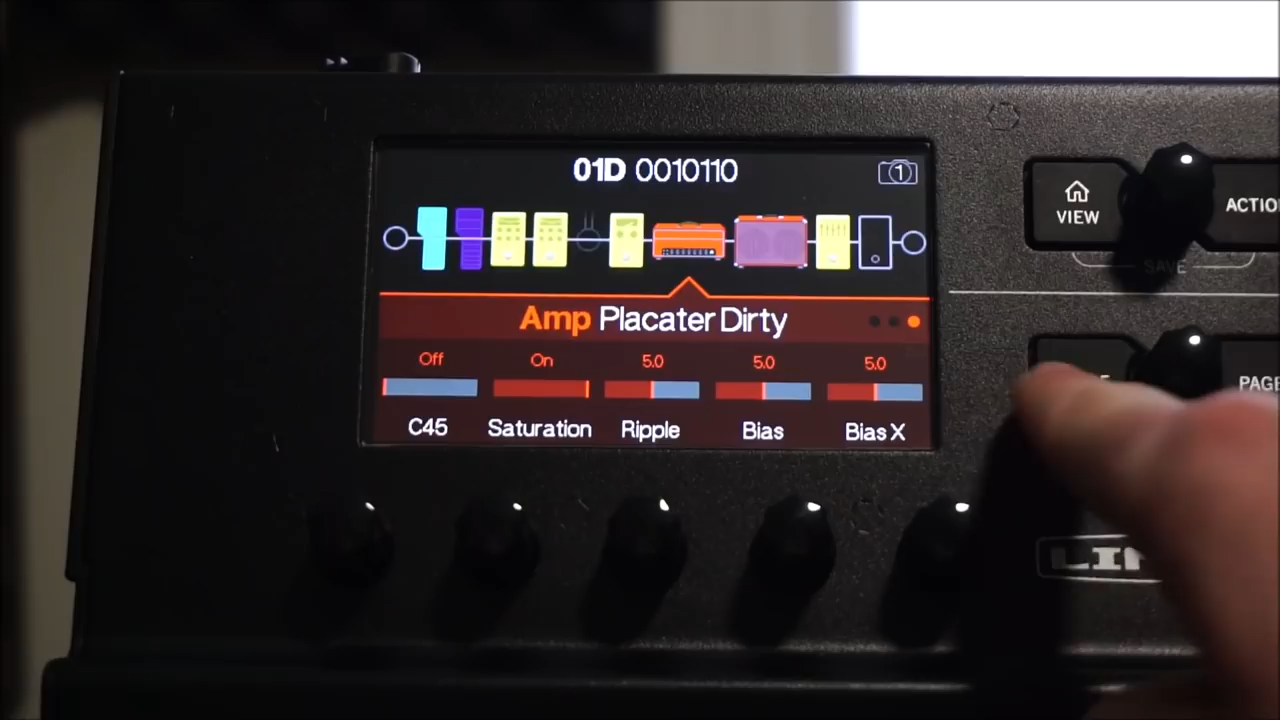 01D 0010110
1
VIEW
ACTIO
SAVE
Amp Placater Dirty
Off On 5.0 5.0 5.0
PAGE
C45 Saturation Ripple Bias Bias X